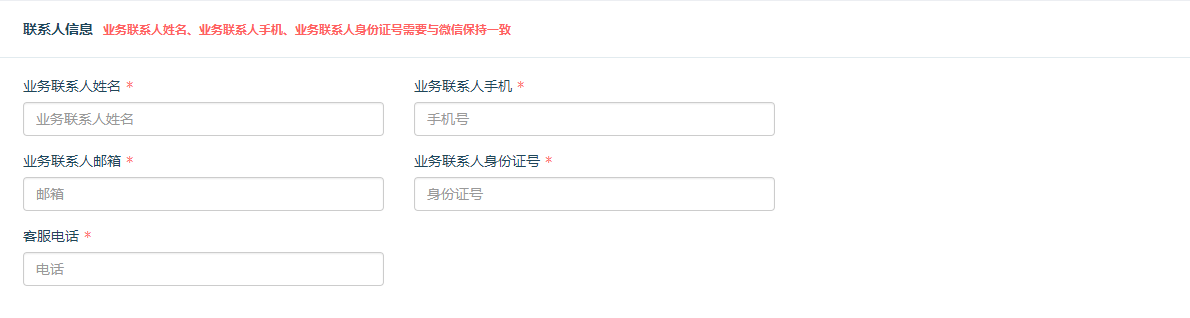 联系人信息 业务联系人姓名、业务联系人手机、业务联系人身份证号需要与微信保持一致
业务联系人姓名 * 业务联系人手机 *
业务联系人姓名 手机号
业务联系人邮箱 * 业务联系人身份证号 *
邮箱 身份证号
客服电话 *
电话